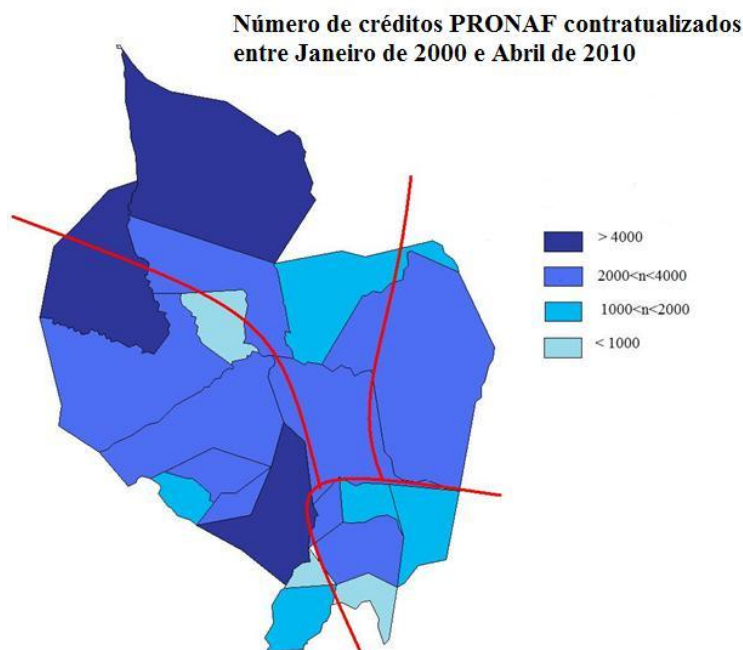 Número de créditos PRONAF contratualizados
entre Janeiro de 2000 e Abril de 2010
> 4000
2000<n<4000
1000<n<2000
< 1000